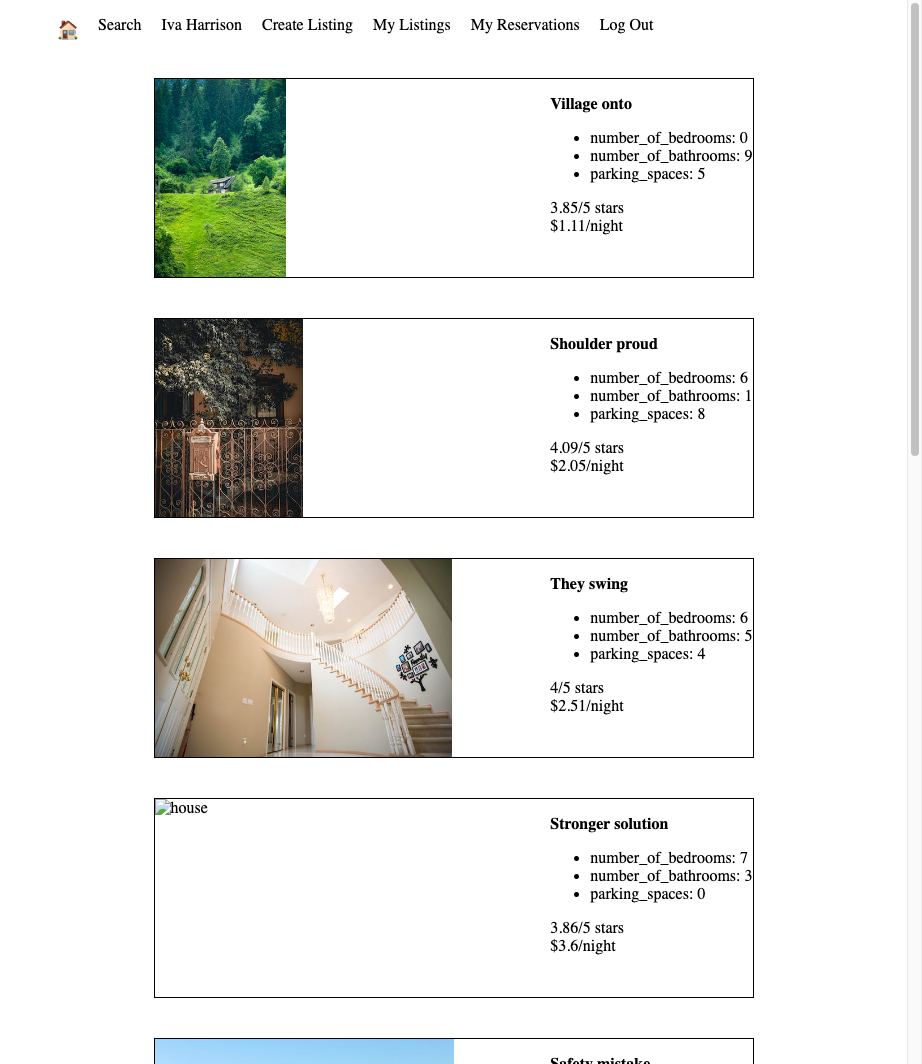 Search Iva Harrison Create Listing My Listings My Reservations Log Out
Village onto
number_of_bedrooms: 0
number_of_bathrooms: 9
parking_spaces: 5
3.85/5 stars
$1.11/night
Shoulder proud
number_of_bedrooms: 6
number_of_bathrooms: 1
parking_spaces: 8
4.09/5 stars
$2.05/night
They swing
number_of_bedrooms: 6
number_of_bathrooms: 5
parking_spaces: 4
4/5 stars
$2.51/night
house
Stronger solution
number_of_bedrooms: 7
number_of_bathrooms: 3
parking_spaces: 0
3.86/5 stars
$3.6/night
Safety mistake